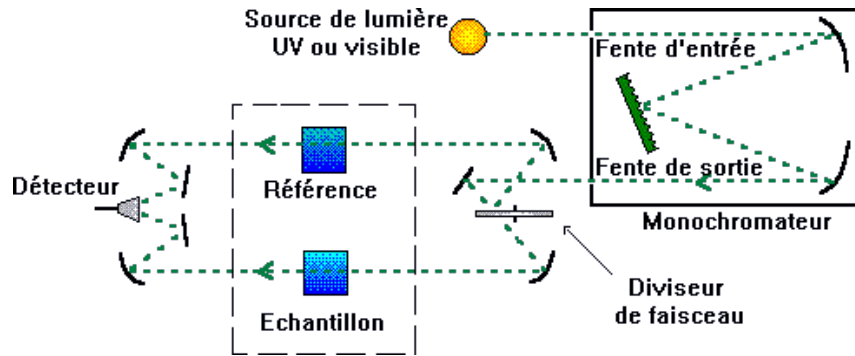 Source de lumière
UV ou visible
Fente d'entrée
Fente de sortie
Monochromateur
Détecteur
Référence
Echantillon
Diviseur
de faisceau